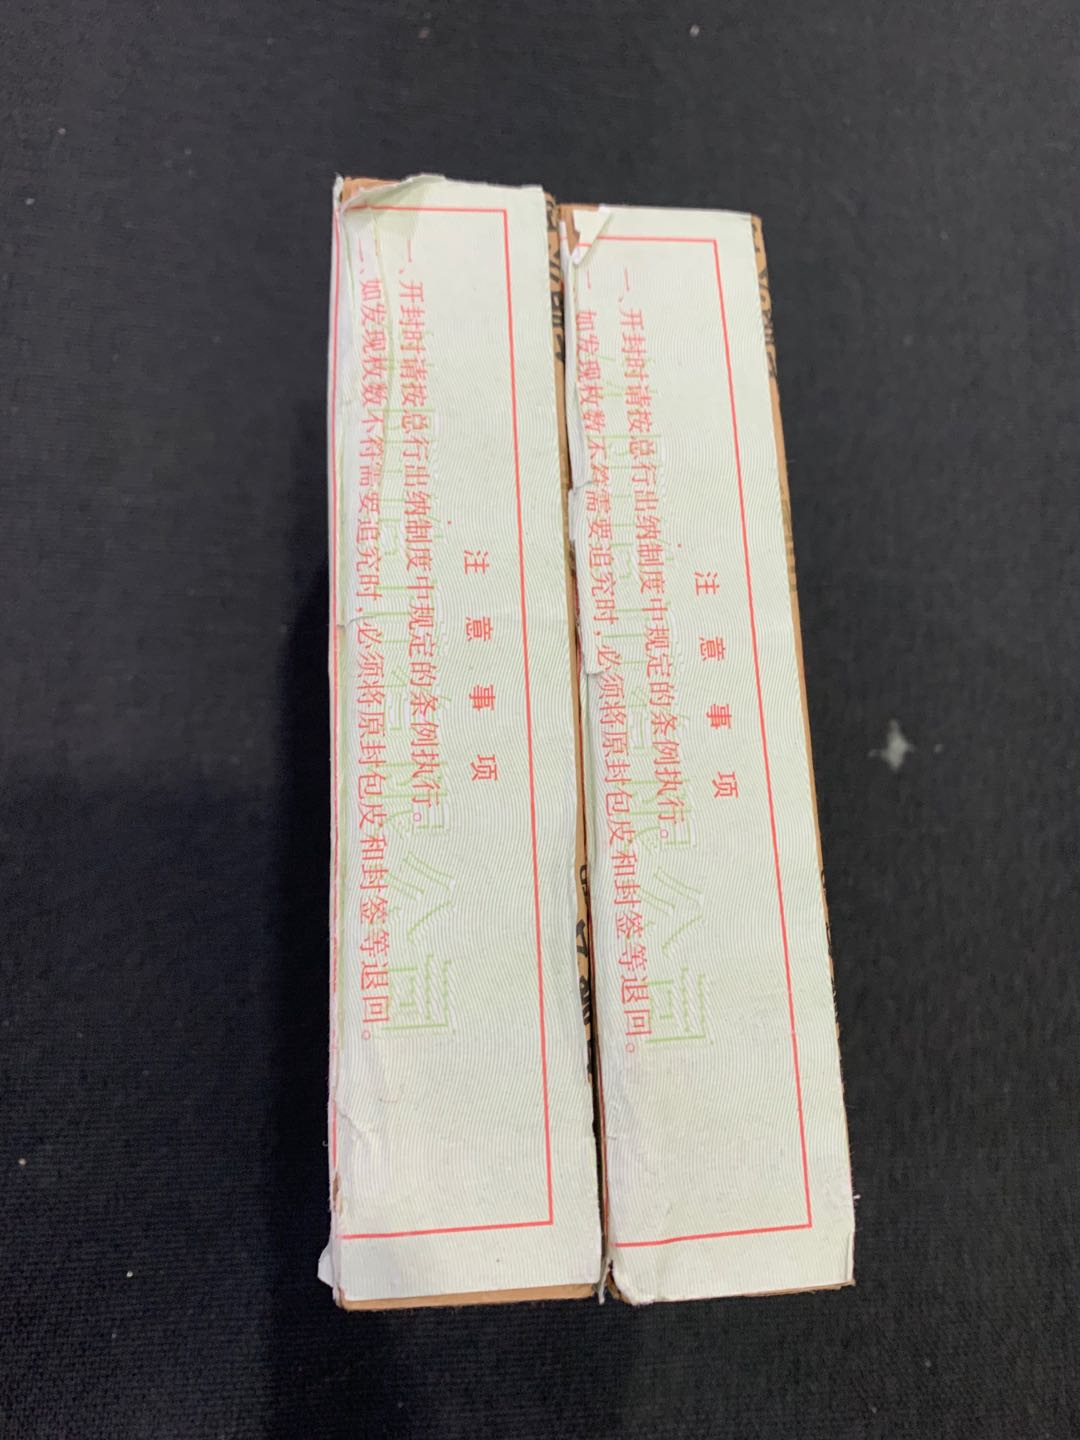 注意事项
一、开封时请按总行出纳制度中规定的条例执行。
二、如发现枚数不符需要追究时，必须将原封包皮和封签等退回。
注意事项
一、开封时请按总行出纳制度中规定的条例执行。
如发现枚数不符需要追究时，必须将原封包皮和封签等退回。